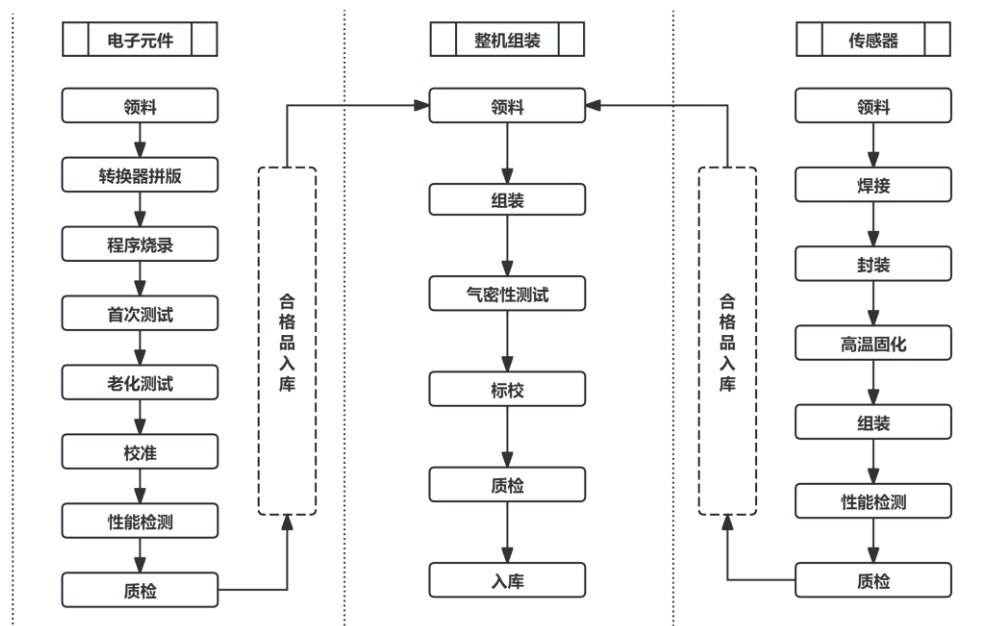 电子元件
领料
转换器拼版
程序烧录
首次测试
老化测试
校准
性能检测
质检
合格品入库
整机组装
领料
组装
气密性测试
标校
质检
入库
合格品入库
传感器
领料
焊接
封装
高温固化
组装
性能检测
质检